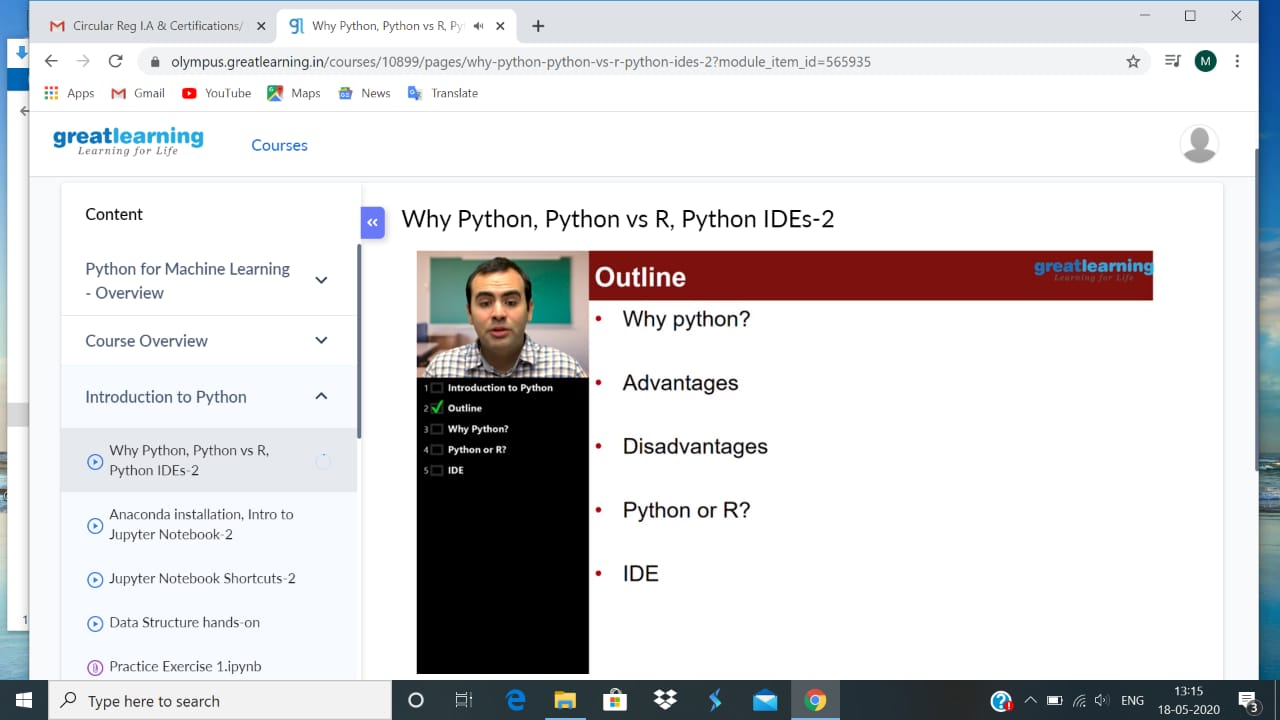 Circular Reg I.A & Certifications/
Why Python, Python vs R, Py
olympus.greatlearning.in/courses/10899/pages/why-python-python-vs-r-python-ides-2?module_item_id=565935
M
Apps
Gmail
YouTube
Maps
News
Translate
greatlearning
Learning for Life
Courses
Content
Python for Machine Learning
- Overview
Course Overview
Introduction to Python
Why Python, Python vs R,
Python IDEs-2
Anaconda installation, Intro to
Jupyter Notebook-2
Jupyter Notebook Shortcuts-2
Data Structure hands-on
Practice Exercise 1.ipynb
Why Python, Python vs R, Python IDEs-2
Outline
greatlearning
Learning for Life
1 Introduction to Python
2 Outline
3 Why Python?
4 Python or R?
5 IDE
• Why python?
• Advantages
• Disadvantages
• Python or R?
• IDE
1
Type here to search
ENG
13:15
18-05-2020
3